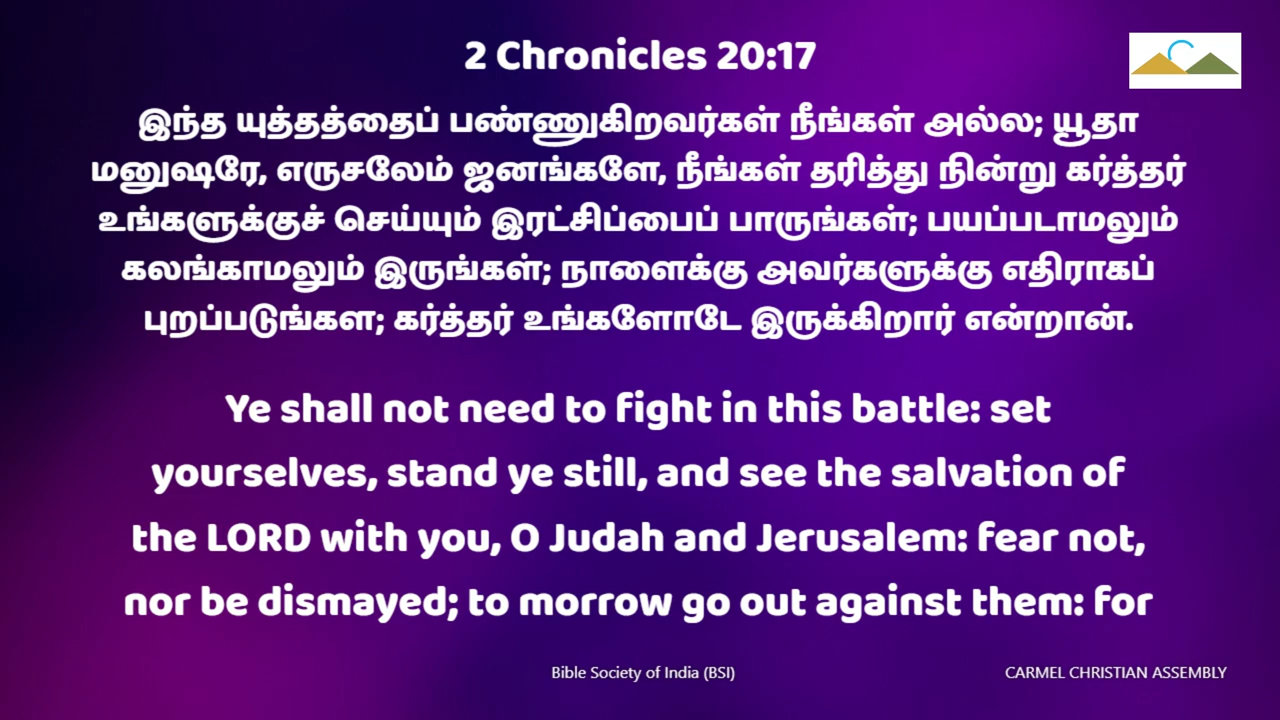 2 Chronicles 20:17
இந்த யுத்தத்தைப் பண்ணுகிறவர்கள் நீங்கள் அல்ல; யூதா
மனுஷரே, எருசலேம் ஜனங்களே, நீங்கள் தரித்து நின்று கர்த்தர்
உங்களுக்குச் செய்யும் இரட்சிப்பைப் பாருங்கள்; பயப்படாமலும்
கலங்காமலும் இருங்கள்; நாளைக்கு அவர்களுக்கு எதிராகப்
புறப்படுங்கள; கர்த்தர் உங்களோடே இருக்கிறார் என்றான்.
Ye shall not need to fight in this battle: set
yourselves, stand ye still, and see the salvation of
the LORD with you, O Judah and Jerusalem: fear not,
nor be dismayed; to morrow go out against them: for
Bible Society of India (BSI)
CARMEL CHRISTIAN ASSEMBLY